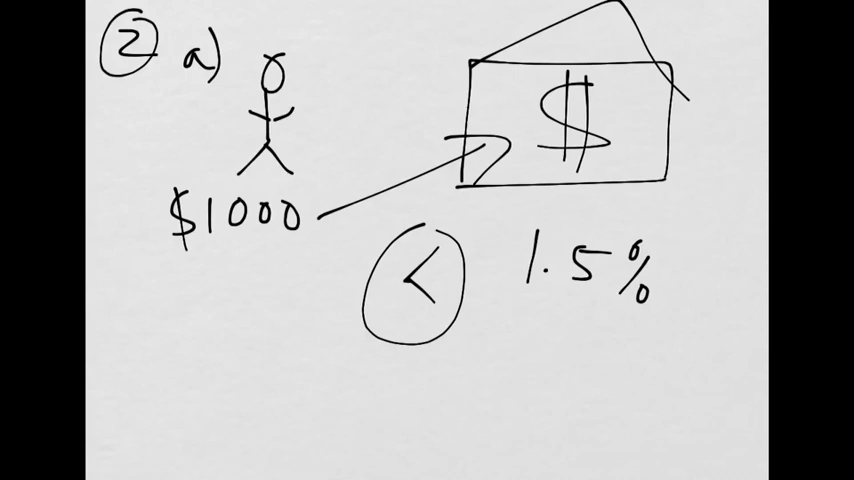 ② a)
$
$1000
< 1.5%